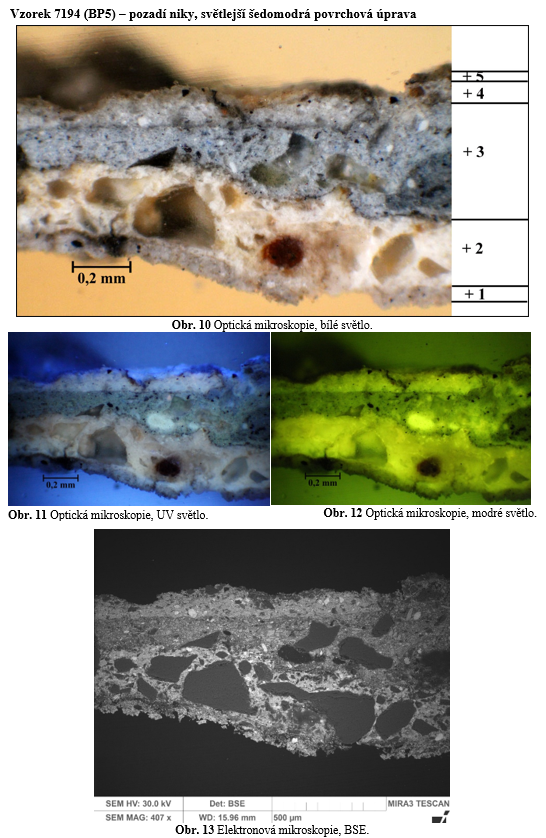 Vzorek 7194 (BP5) – pozadí niky, světlejší šedomodrá povrchová úprava
+ 5
+ 4
+ 3
+ 2
+ 1
0,2 mm
Obr. 10 Optická mikroskopie, bílé světlo.
0,2 mm
0,2 mm
Obr. 11 Optická mikroskopie, UV světlo.
Obr. 12 Optická mikroskopie, modré světlo.
SEM HV: 30.0 kV
Det: BSE
MIRA3 TESCAN
SEM MAG: 407 x
WD: 15.96 mm
500 µm
Obr. 13 Elektronová mikroskopie, BSE.